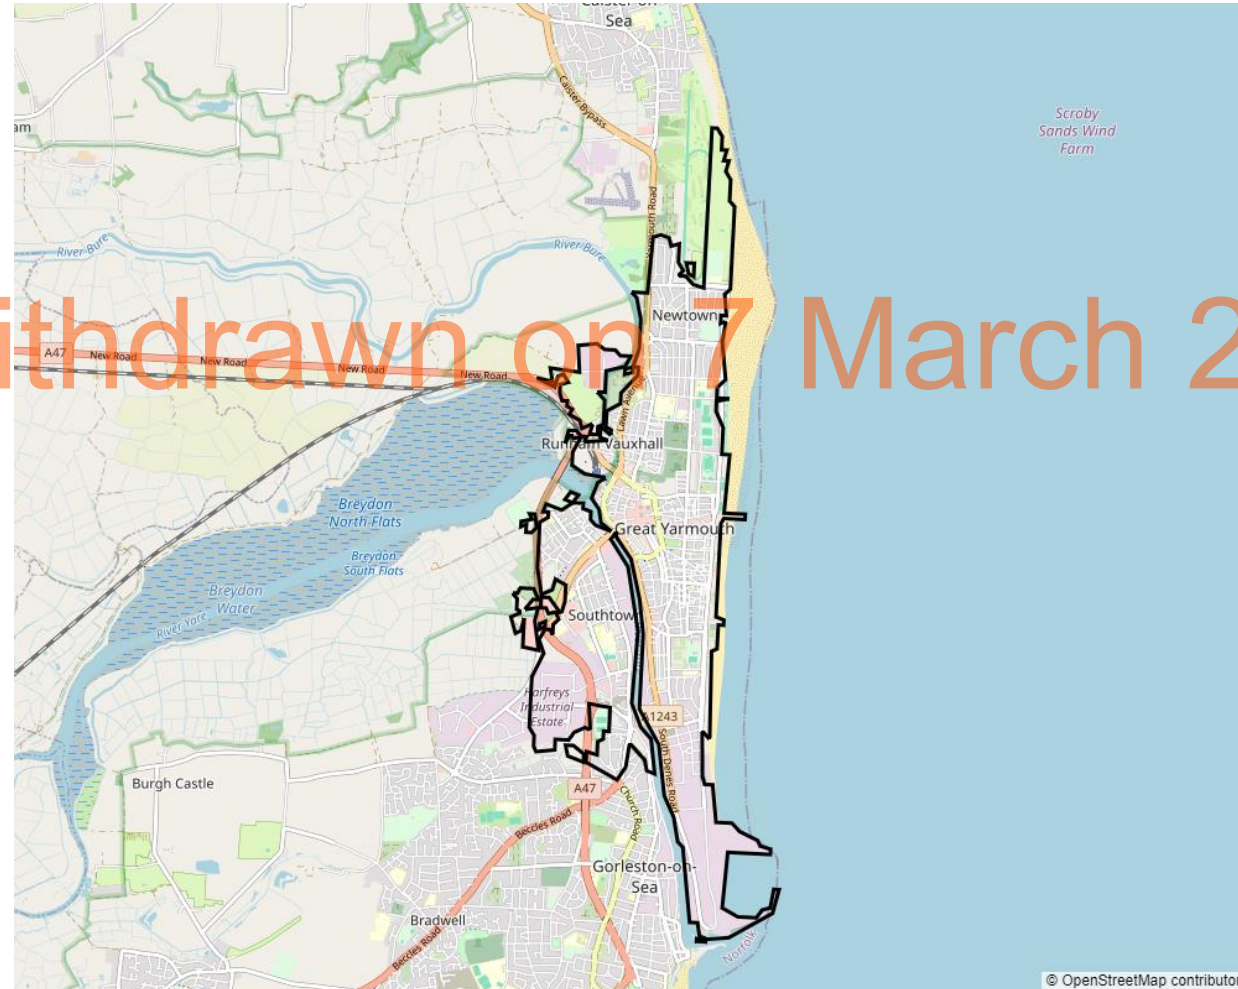 Sea
Scroby
Sands Wind
Farm
am
Caister Bypass
Yarmouth Road
River Bure
River Bure
ithdrawn on 7 March 2
Newtown
A47
New Road
New Road
New Road
New Road
Lawn Avenue
Runham Vauxhall
Breydon
North Flats
Great Yarmouth
Breydon
South Flats
Breydon
Water
River Yare
Southtown
Harfreys
Industrial
Estate
A1243
South Denes Road
Burgh Castle
A47
Church Road
Beccles Road
Gorleston-on-
Sea
Bradwell
Beccles Road
Norfolk
© OpenStreetMap contributor